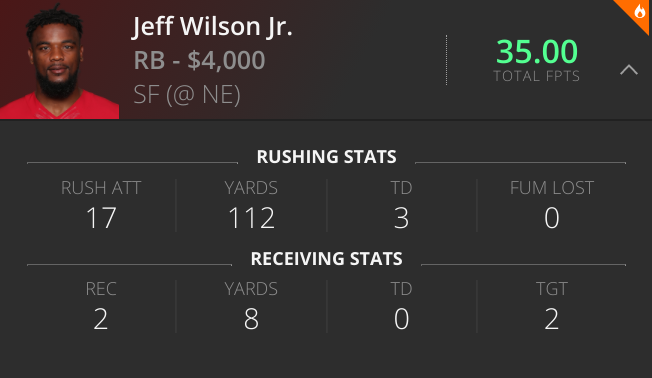 Jeff Wilson Jr.
RB - $4,000
SF (@ NE)
35.00
TOTAL FPTS
RUSHING STATS
RUSH ATT YARDS TD FUM LOST
17 112 3 0
RECEIVING STATS
REC YARDS TD TGT
2 8 0 2